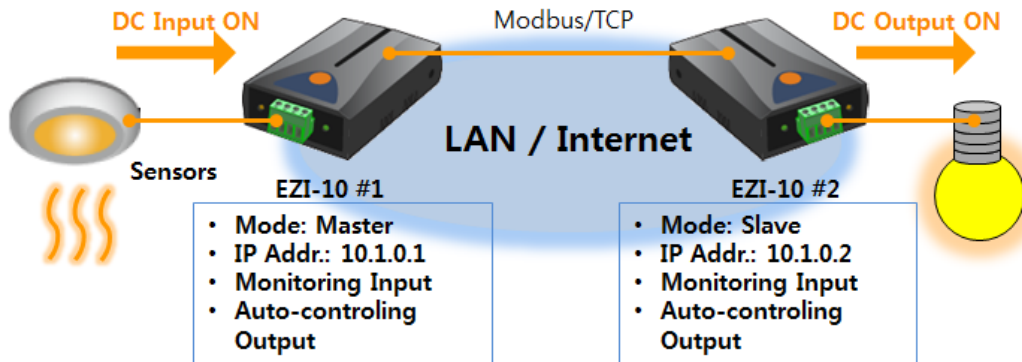 DC Input ON
Modbus/TCP
DC Output ON
LAN / Internet
Sensors
EZI-10 #1
• Mode: Master
• IP Addr.: 10.1.0.1
• Monitoring Input
• Auto-controling
Output
EZI-10 #2
• Mode: Slave
• IP Addr.: 10.1.0.2
• Monitoring Input
• Auto-controling
Output